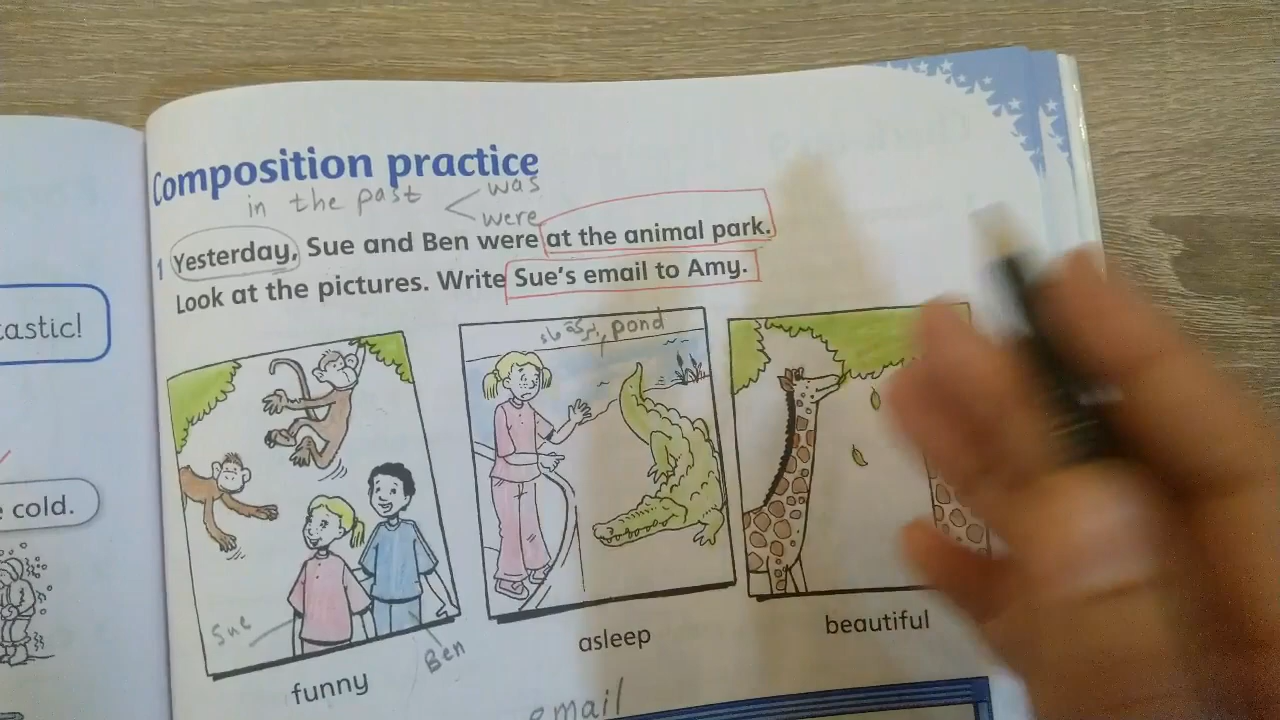 tastic!
cold.
Composition practice
in the past
was
were
1 Yesterday, Sue and Ben were at the animal park.
Look at the pictures. Write Sue's email to Amy.
بركة ماء, pond
Sue
Ben
funny
asleep
beautiful
email